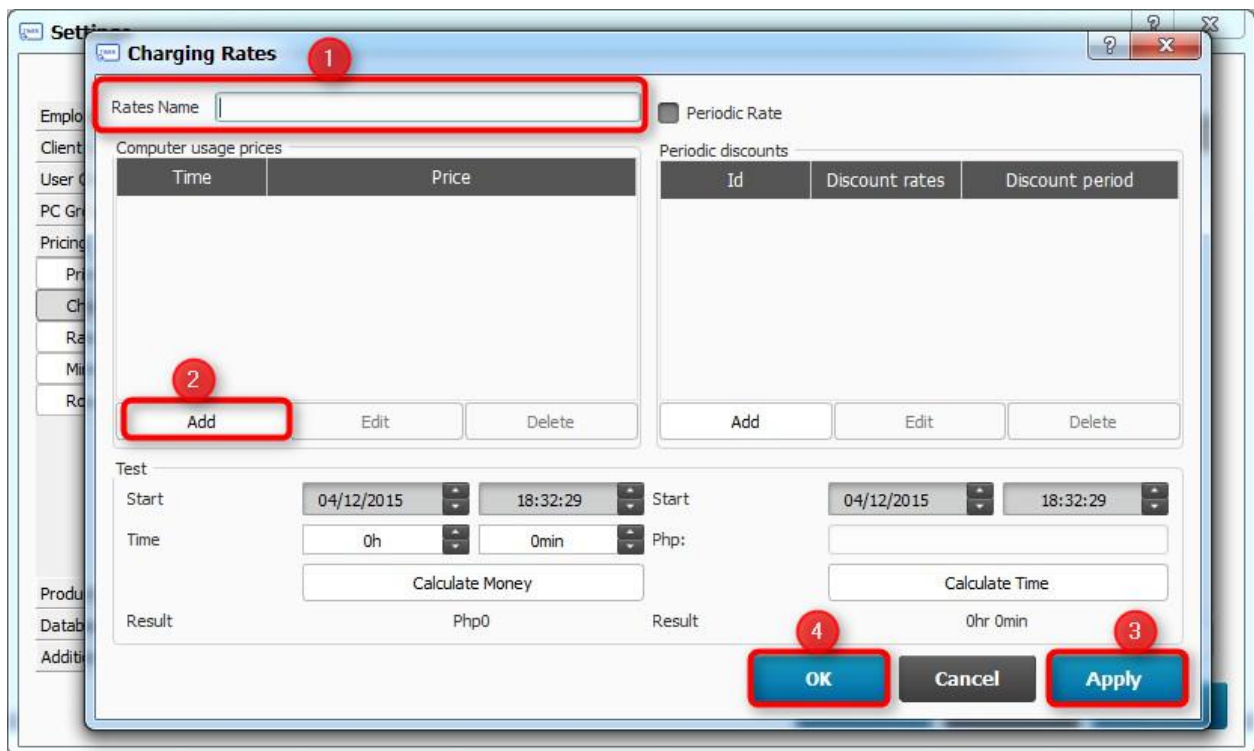 Settings
Charging Rates
1
Rates Name
Periodic Rate
Computer usage prices
Time Price
Periodic discounts
Id Discount rates Discount period
Emplo
Client
User
PC Gr
Pricing
Pri
Ch
Ra
Mi
Ro
2
Add Edit Delete
Add Edit Delete
Test
Start 04/12/2015 18:32:29 Start 04/12/2015 18:32:29
Time 0h 0min Php:
Calculate Money Calculate Time
Result Php0 Result 0hr 0min
Produ
Datab
Additi
4
3
OK Cancel Apply